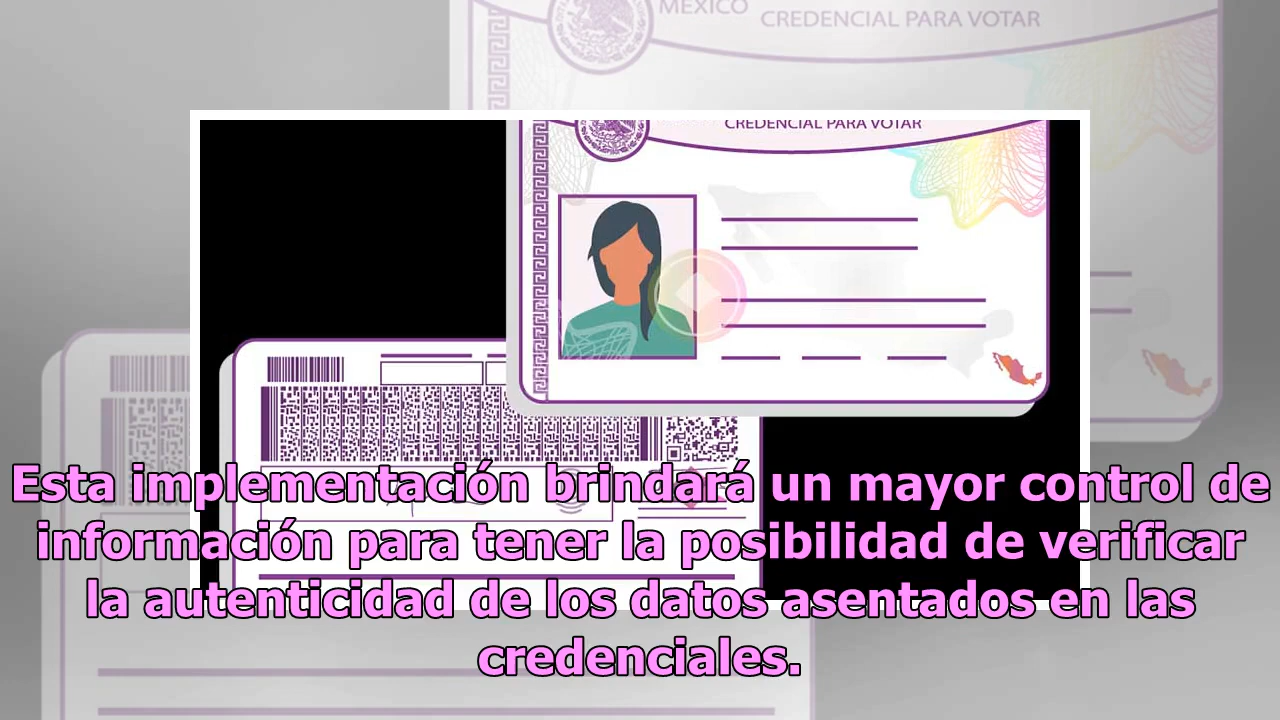 MÉXICO
CREDENCIAL PARA VOTAR
CREDENCIAL PARA VOTAR
Esta implementación brindará un mayor control de
información para tener la posibilidad de verificar
la autenticidad de los datos asentados en las
credenciales.